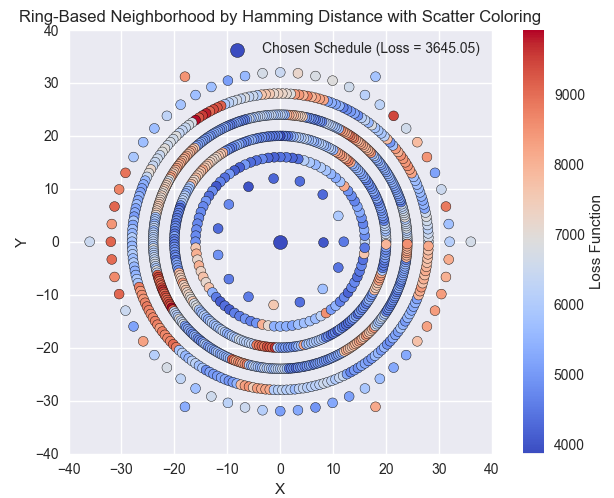 Ring-Based Neighborhood by Hamming Distance with Scatter Coloring
Chosen Schedule (Loss = 3645.05)
40
30
20
10
0
−10
−20
−30
−40
Y
−40 −30 −20 −10 0 10 20 30 40
X
9000
8000
7000
6000
5000
4000
Loss Function